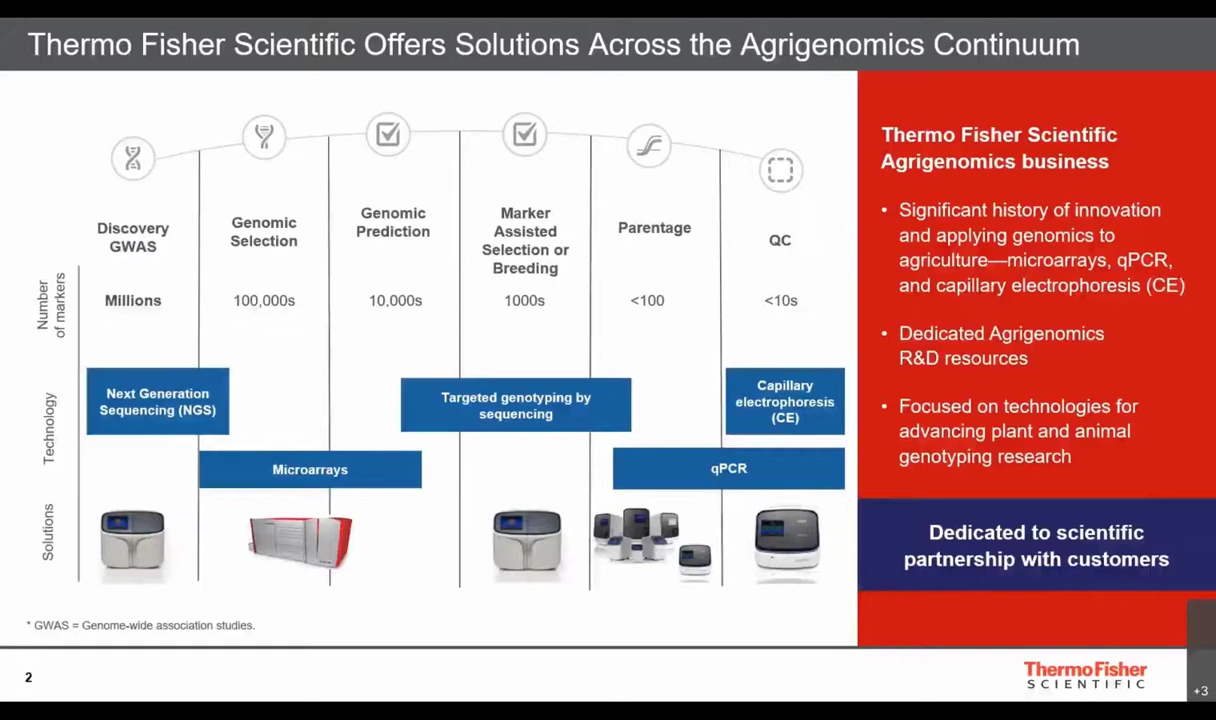 Thermo Fisher Scientific Offers Solutions Across the Agrigenomics Continuum
Discovery
GWAS
Genomic
Selection
Genomic
Prediction
Marker
Assisted
Selection or
Breeding
Parentage
QC
Number
of markers
Millions
100,000s
10,000s
1000s
<100
<10s
Technology
Next Generation
Sequencing (NGS)
Microarrays
Targeted genotyping by
sequencing
qPCR
Capillary
electrophoresis
(CE)
Solutions
* GWAS = Genome-wide association studies.
Thermo Fisher Scientific
Agrigenomics business
• Significant history of innovation
and applying genomics to
agriculture—microarrays, qPCR,
and capillary electrophoresis (CE)
• Dedicated Agrigenomics
R&D resources
• Focused on technologies for
advancing plant and animal
genotyping research
Dedicated to scientific
partnership with customers
2
ThermoFisher
SCIENTIFIC
+3